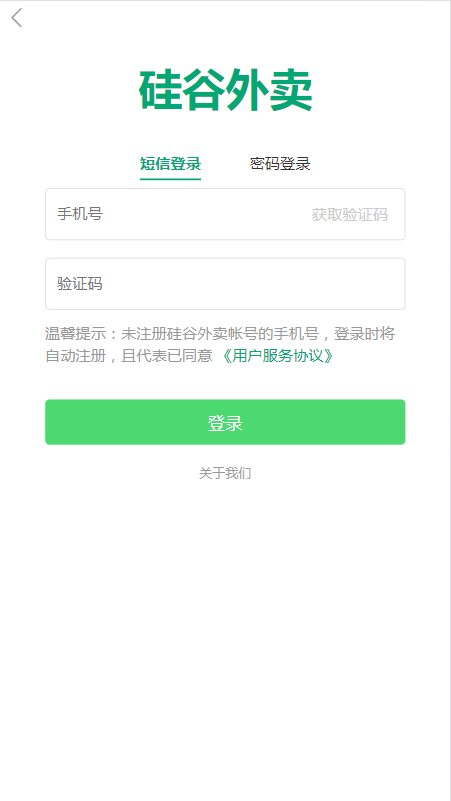 硅谷外卖
短信登录 密码登录
手机号 获取验证码
验证码
温馨提示：未注册硅谷外卖帐号的手机号，登录时将
自动注册，且代表已同意《用户服务协议》
登录
关于我们